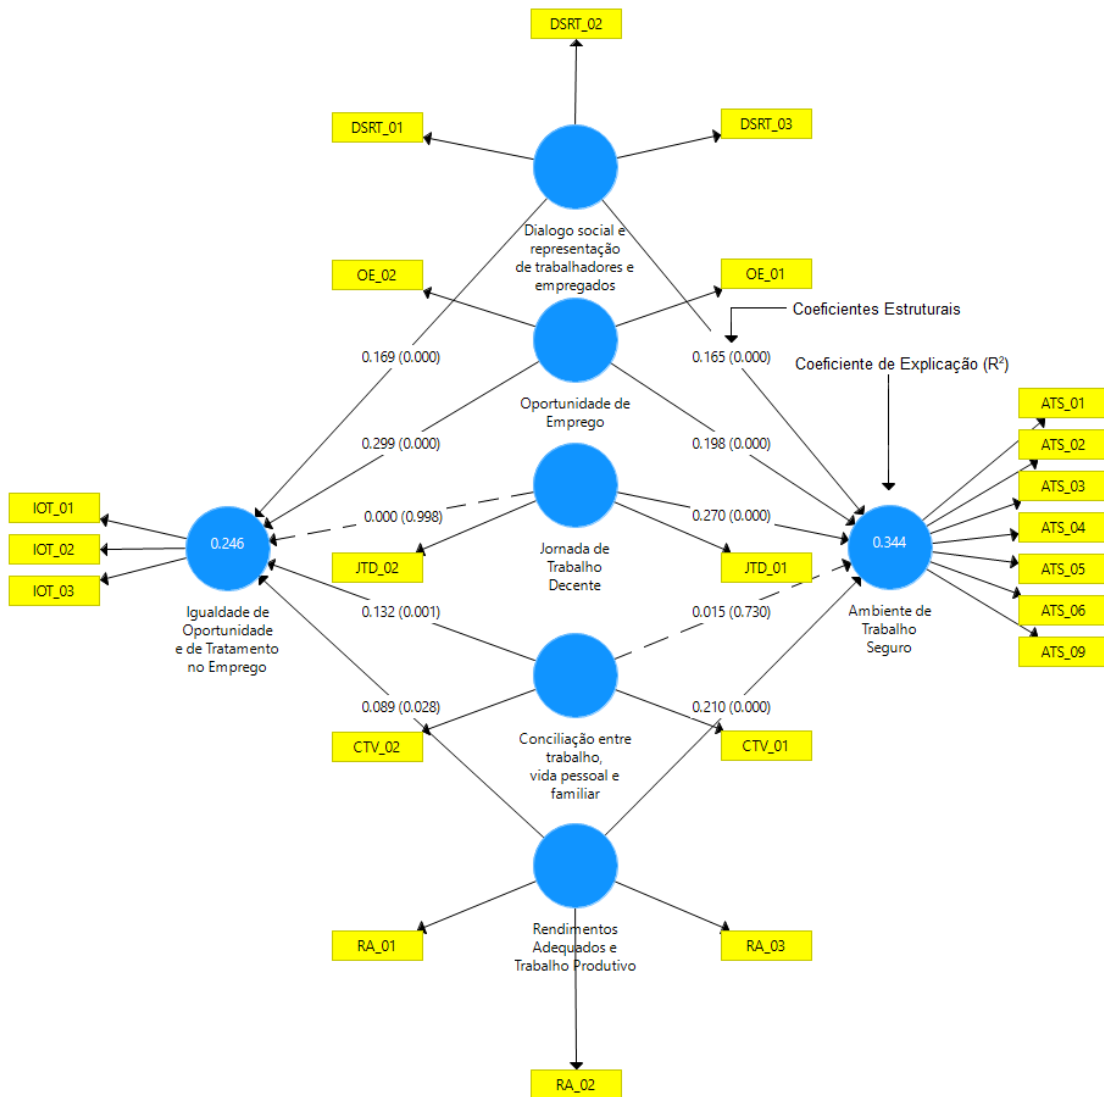 DSRT_02
DSRT_01
DSRT_03
Dialogo social e
representação
de trabalhadores e
empregados
OE_02
OE_01
Coeficientes Estruturais
0.169 (0.000)
0.165 (0.000)
Coeficiente de Explicação (R²)
Oportunidade de
Emprego
0.299 (0.000)
0.198 (0.000)
ATS_01
ATS_02
ATS_03
ATS_04
ATS_05
ATS_06
ATS_09
IOT_01
IOT_02
IOT_03
0.246
0.000 (0.998)
0.270 (0.000)
0.344
Jornada de
Trabalho
Decente
JTD_02
JTD_01
Igualdade de
Oportunidade
e de Tratamento
no Emprego
0.132 (0.001)
0.015 (0.730)
Ambiente de
Trabalho
Seguro
0.089 (0.028)
0.210 (0.000)
CTV_02
CTV_01
Conciliação entre
trabalho,
vida pessoal e
familiar
RA_01
RA_03
Rendimentos
Adequados e
Trabalho Produtivo
RA_02